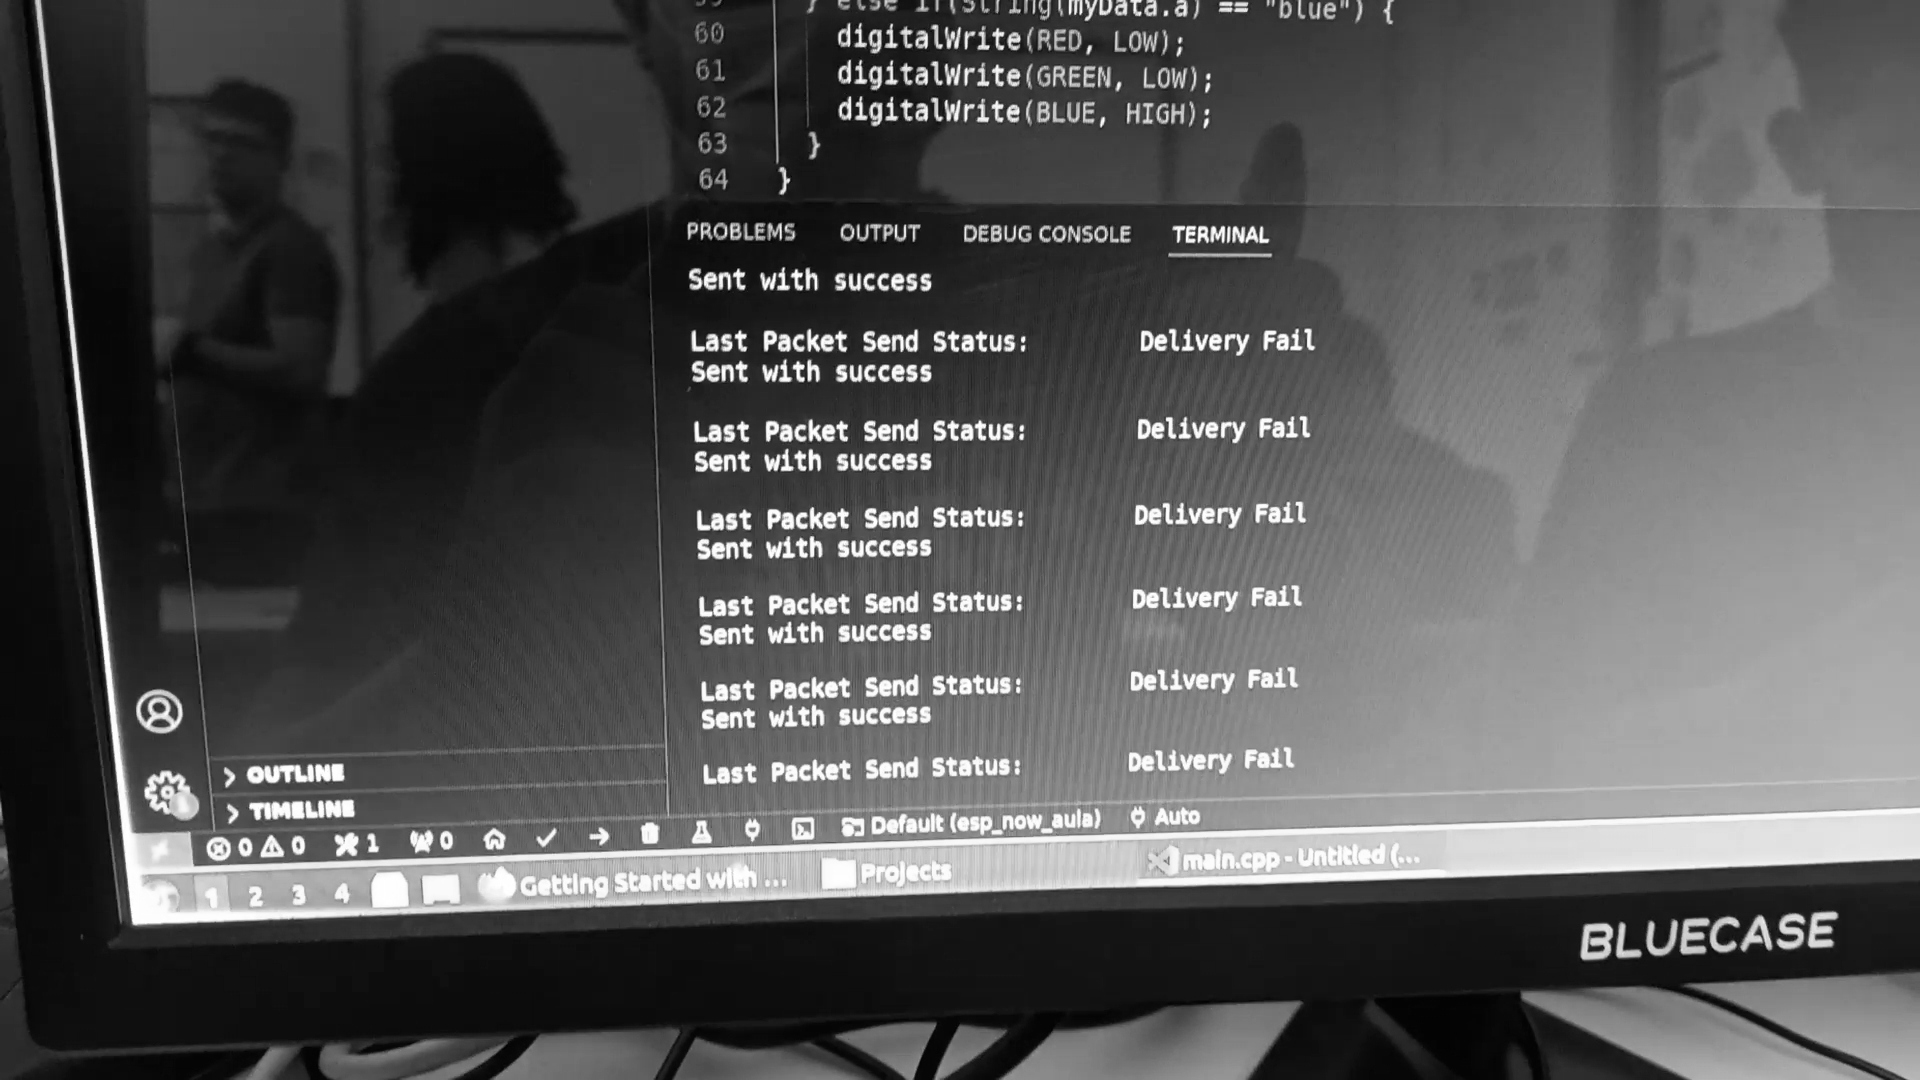 } else if(String(myData.a) == "blue") {
60 digitalWrite(RED, LOW);
61 digitalWrite(GREEN, LOW);
62 digitalWrite(BLUE, HIGH);
63 }
64 }
PROBLEMS OUTPUT DEBUG CONSOLE TERMINAL
Sent with success
Last Packet Send Status: Delivery Fail
Sent with success
Last Packet Send Status: Delivery Fail
Sent with success
Last Packet Send Status: Delivery Fail
Sent with success
Last Packet Send Status: Delivery Fail
Sent with success
Last Packet Send Status: Delivery Fail
Sent with success
Last Packet Send Status: Delivery Fail
OUTLINE
TIMELINE
0 0 1 0 Default (esp_now_aula) Auto
1 2 3 4 Getting Started with ... Projects main.cpp - Untitled (...
BLUECASE